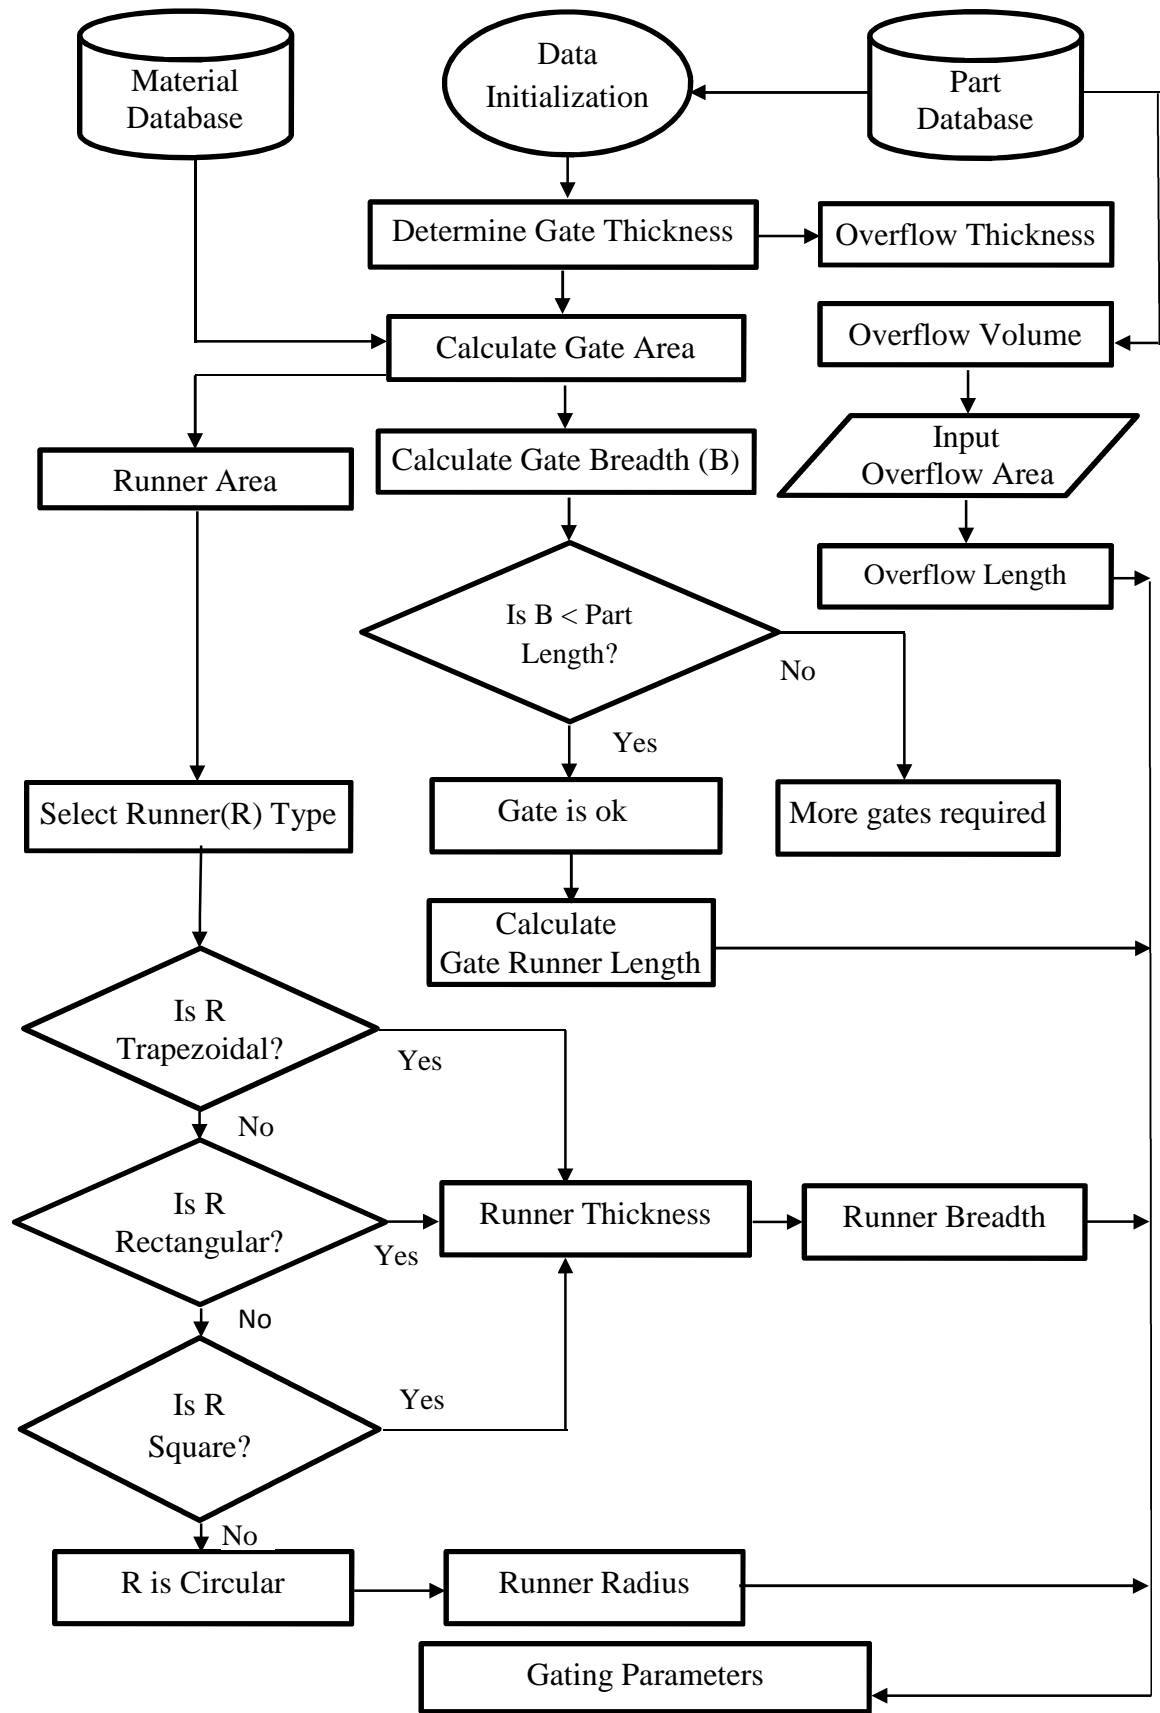 Material
Database
Data
Initialization
Part
Database
Determine Gate Thickness
Overflow Thickness
Calculate Gate Area
Overflow Volume
Runner Area
Calculate Gate Breadth (B)
Input
Overflow Area
Overflow Length
Is B < Part
Length?
No
Yes
Select Runner(R) Type
Gate is ok
More gates required
Calculate
Gate Runner Length
Is R
Trapezoidal?
Yes
No
Is R
Rectangular?
Yes
Runner Thickness
Runner Breadth
No
Is R
Square?
Yes
No
R is Circular
Runner Radius
Gating Parameters